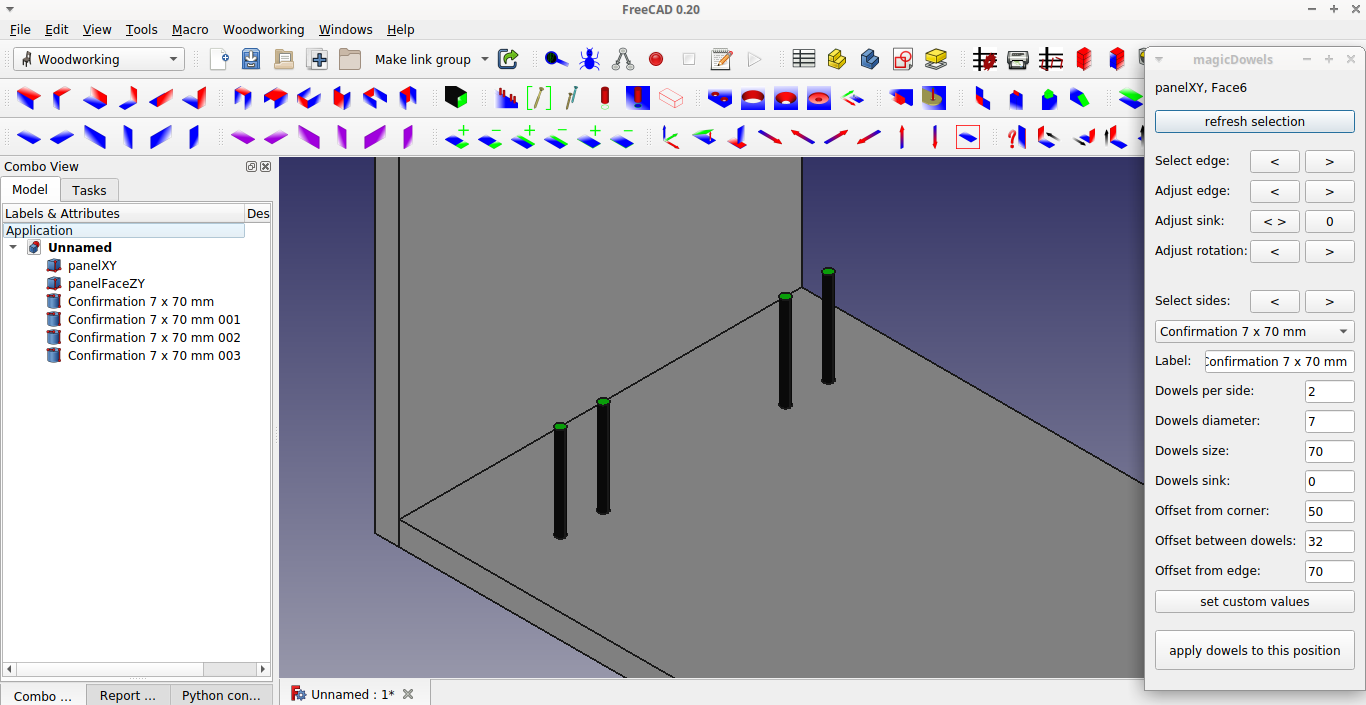 FreeCAD 0.20
File Edit View Tools Macro Woodworking Windows Help
Woodworking
Make link group
Combo View
Model Tasks
Labels & Attributes Des
Application
Unnamed
panelXY
panelFaceZY
Confirmation 7 x 70 mm
Confirmation 7 x 70 mm 001
Confirmation 7 x 70 mm 002
Confirmation 7 x 70 mm 003
Combo ... Report ... Python con...
Unnamed : 1*
magicDowels
panelXY, Face6
refresh selection
Select edge: < >
Adjust edge: < >
Adjust sink: < > 0
Adjust rotation: < >
Select sides: < >
Confirmation 7 x 70 mm
Label: Confirmation 7 x 70 mm
Dowels per side: 2
Dowels diameter: 7
Dowels size: 70
Dowels sink: 0
Offset from corner: 50
Offset between dowels: 32
Offset from edge: 70
set custom values
apply dowels to this position